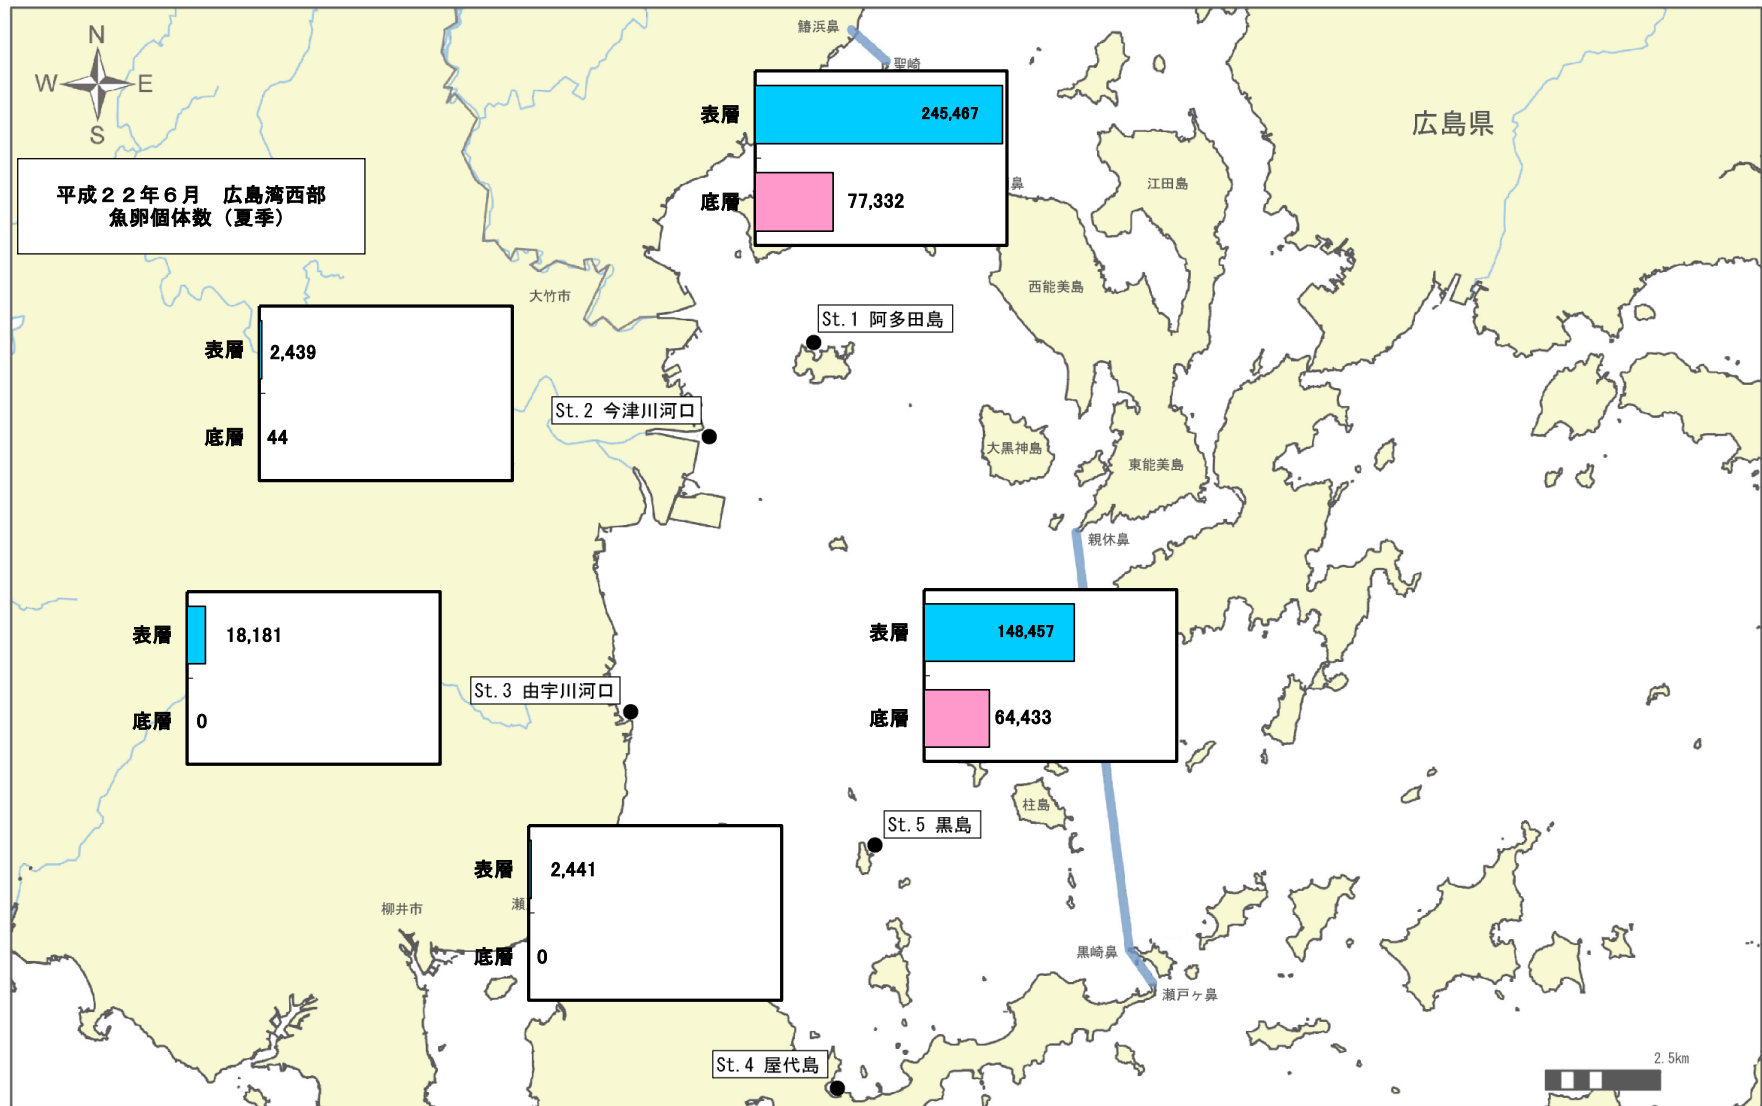 N
W
E
S
平成２２年６月　広島湾西部
魚卵個体数（夏季）
鰆浜鼻
聖崎
広島県
表層
245,467
底層
77,332
鼻
江田島
西能美島
大竹市
St.1 阿多田島
表層
2,439
底層
44
St.2 今津川河口
大黒神島
東能美島
親休鼻
表層
18,181
底層
0
St.3 由宇川河口
表層
148,457
底層
64,433
柱島
St.5 黒島
表層
2,441
底層
0
柳井市
瀬
黒崎鼻
瀬戸ヶ鼻
St.4 屋代島
2.5km